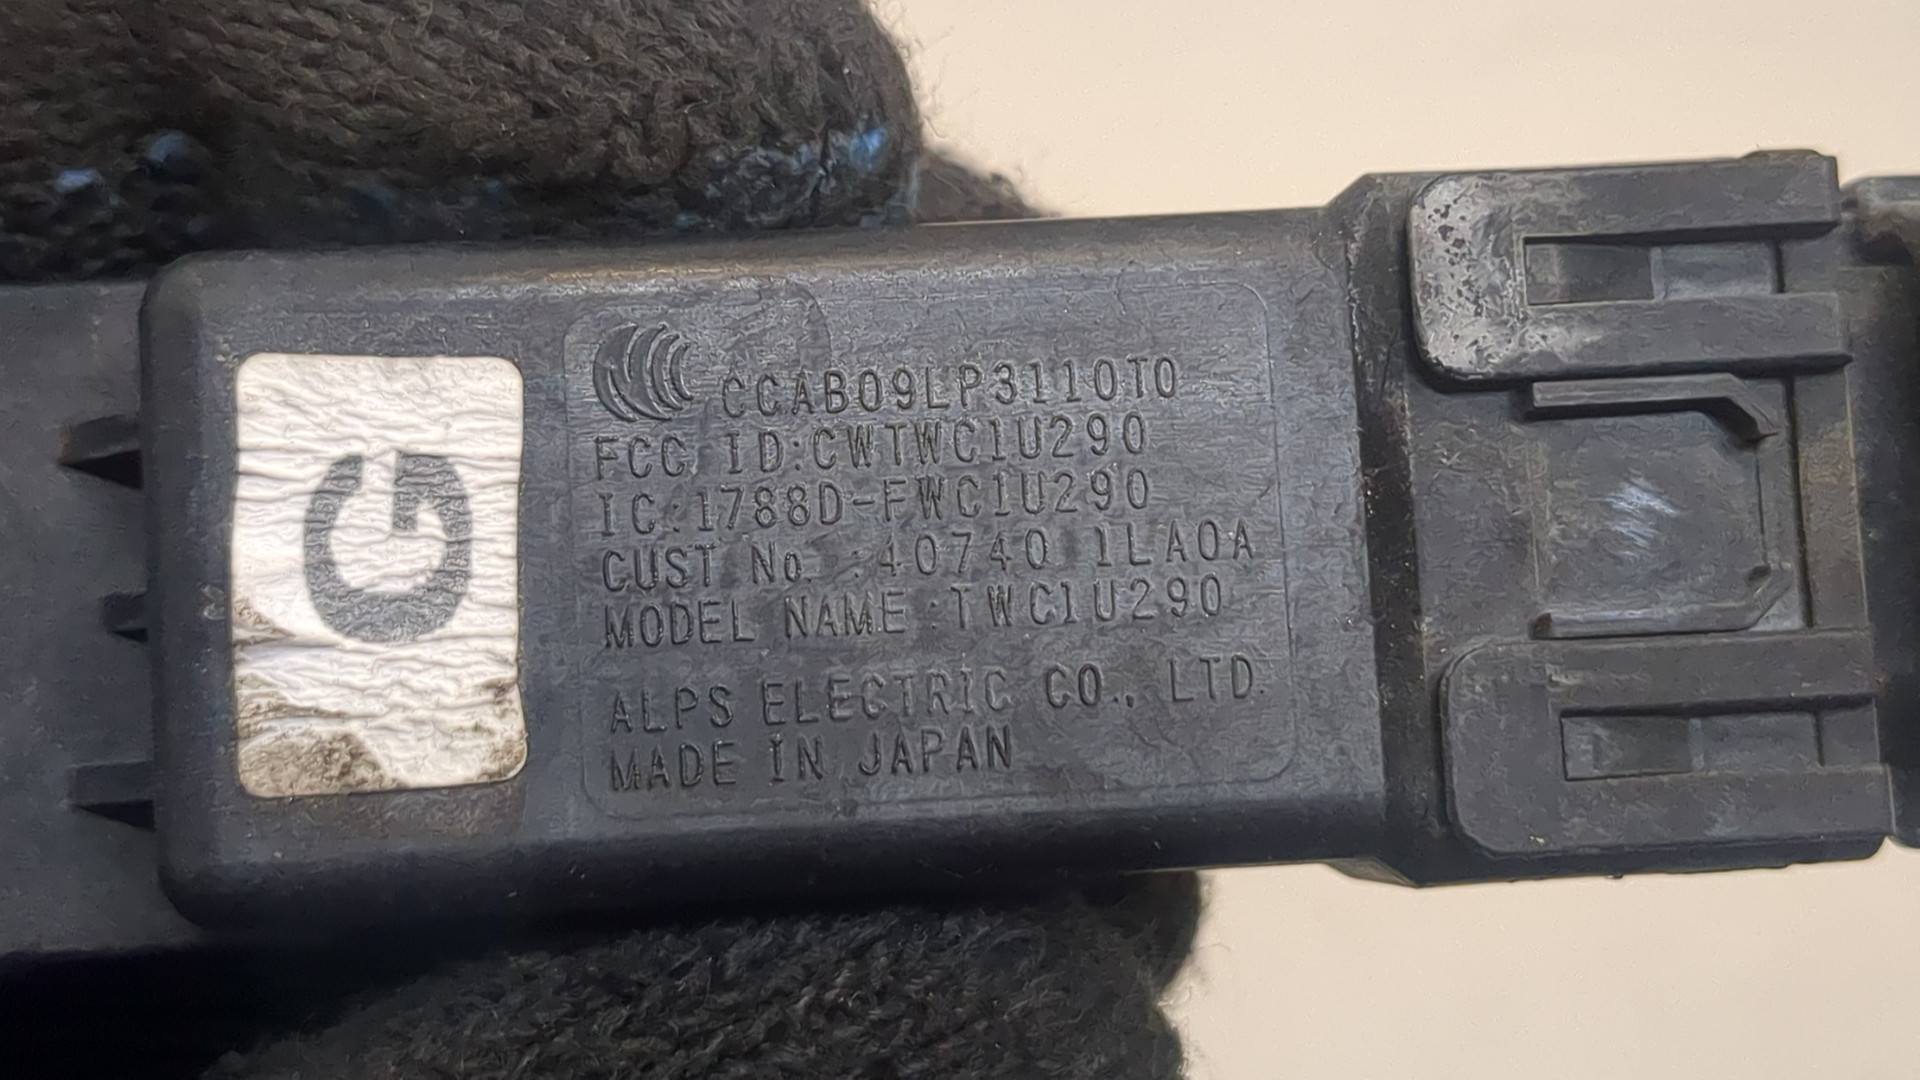 G
CCAB09LP3110T0
FCC ID:CWTWC1U290
IC:1788D-FWC1U290
CUST No. :40740 1LA0A
MODEL NAME:TWC1U290
ALPS ELECTRIC CO., LTD.
MADE IN JAPAN